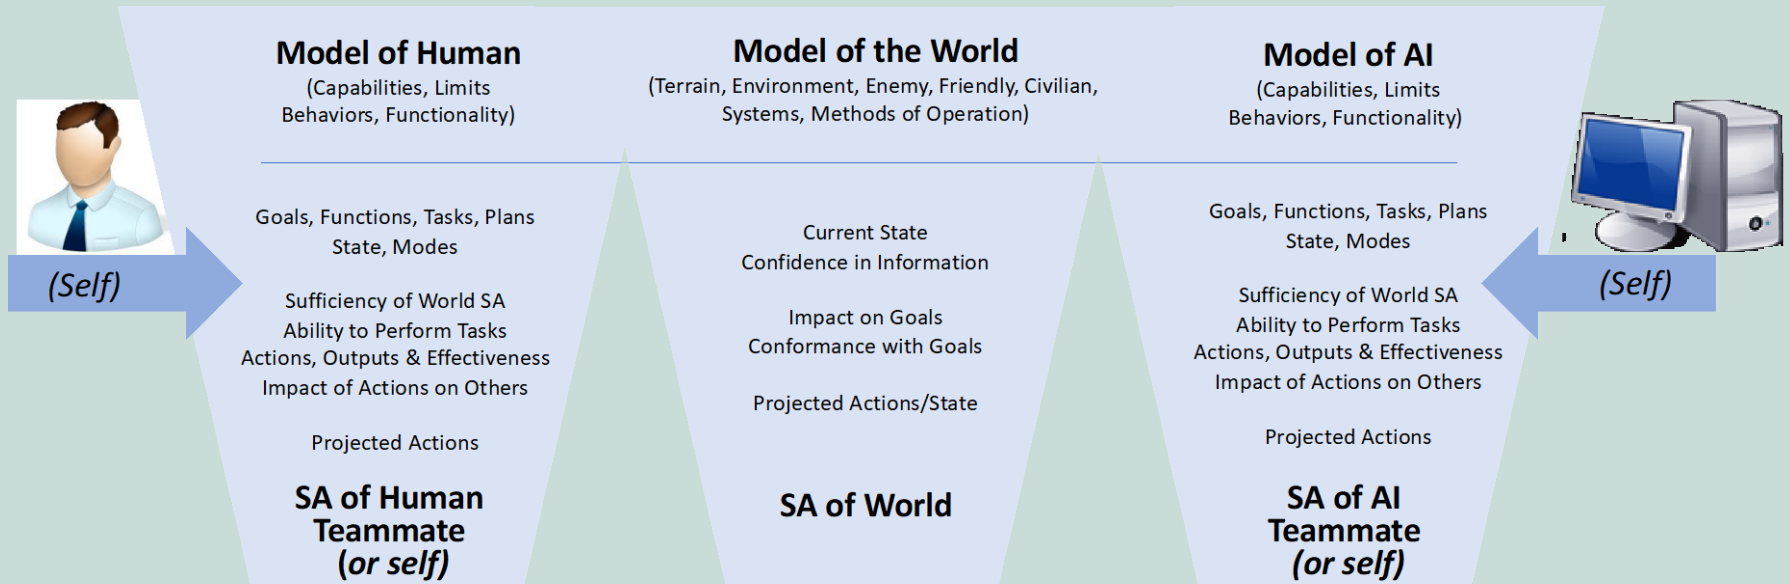 Model of Human
(Capabilities, Limits
Behaviors, Functionality)
Goals, Functions, Tasks, Plans
State, Modes
Sufficiency of World SA
Ability to Perform Tasks
Actions, Outputs & Effectiveness
Impact of Actions on Others
Projected Actions
SA of Human
Teammate
(or self)
(Self)
Model of the World
(Terrain, Environment, Enemy, Friendly, Civilian,
Systems, Methods of Operation)
Current State
Confidence in Information
Impact on Goals
Conformance with Goals
Projected Actions/State
SA of World
Model of AI
(Capabilities, Limits
Behaviors, Functionality)
Goals, Functions, Tasks, Plans
State, Modes
Sufficiency of World SA
Ability to Perform Tasks
Actions, Outputs & Effectiveness
Impact of Actions on Others
Projected Actions
SA of AI
Teammate
(or self)
(Self)